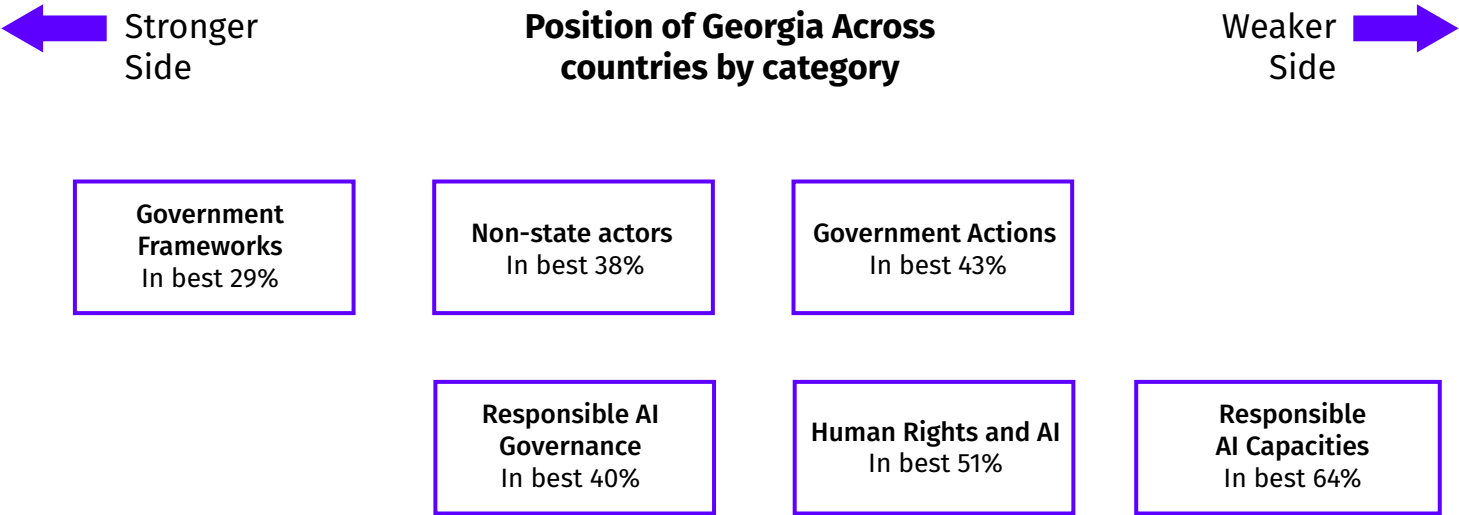 Stronger
Side
Position of Georgia Across
countries by category
Weaker
Side
Government
Frameworks
In best 29%
Non-state actors
In best 38%
Government Actions
In best 43%
Responsible AI
Governance
In best 40%
Human Rights and AI
In best 51%
Responsible
AI Capacities
In best 64%